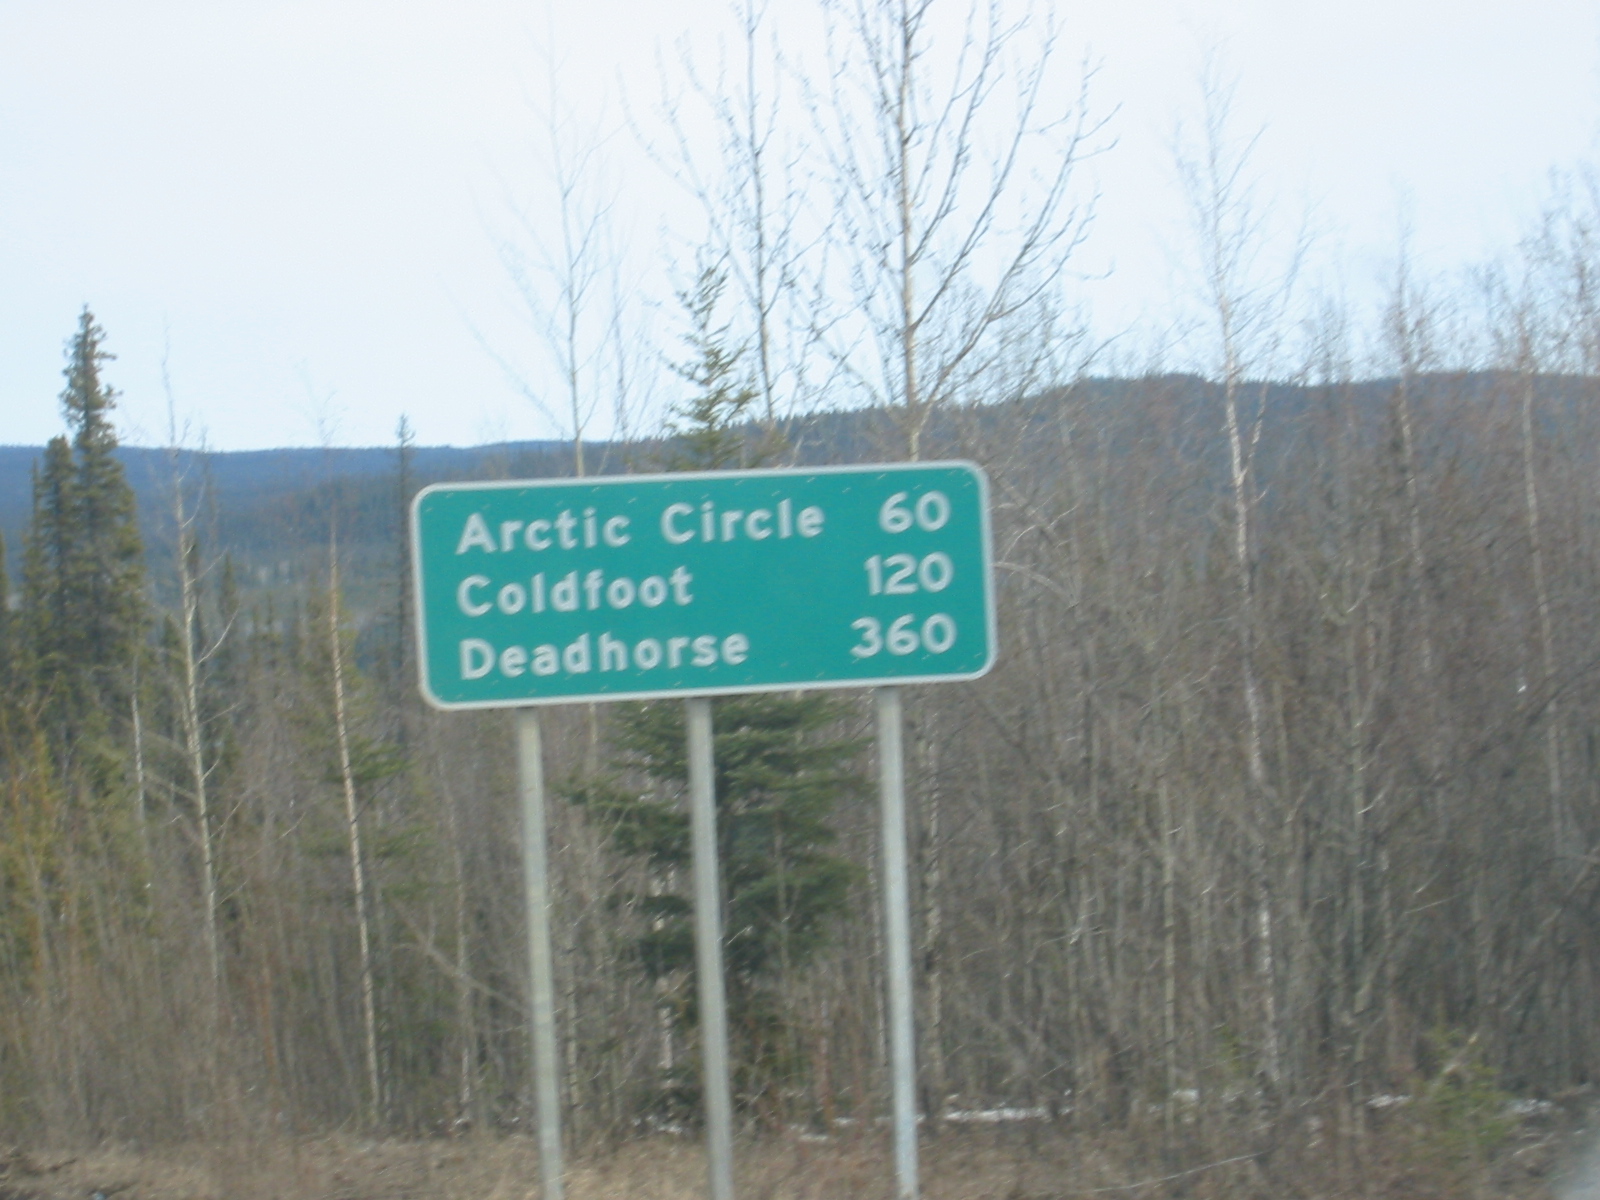 Arctic Circle 60
Coldfoot 120
Deadhorse 360